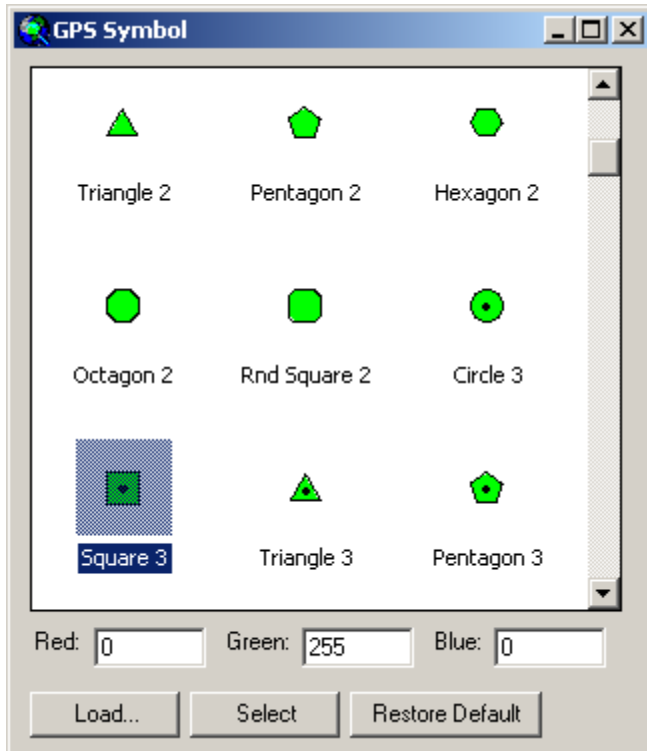 GPS Symbol
Triangle 2 Pentagon 2 Hexagon 2
Octagon 2 Rnd Square 2 Circle 3
Square 3 Triangle 3 Pentagon 3
Red: 0 Green: 255 Blue: 0
Load... Select Restore Default